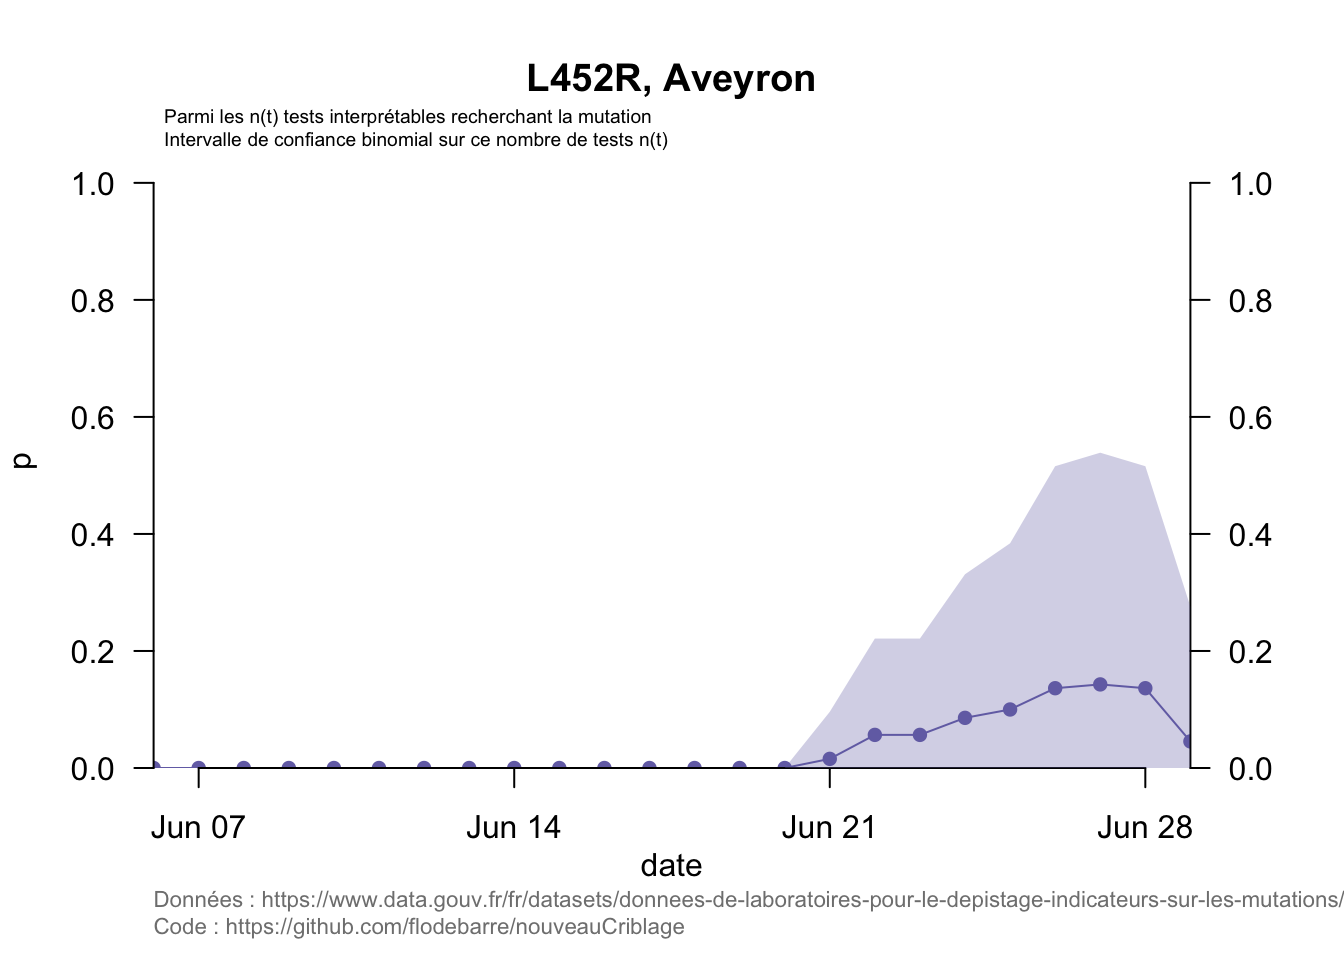 L452R, Aveyron
Parmi les n(t) tests interprétables recherchant la mutation
Intervalle de confiance binomial sur ce nombre de tests n(t)
1.0 1.0
0.8 0.8
0.6 0.6
p
0.4 0.4
0.2 0.2
0.0 0.0
Jun 07 Jun 14 Jun 21 Jun 28
date
Données : https://www.data.gouv.fr/fr/datasets/donnees-de-laboratoires-pour-le-depistage-indicateurs-sur-les-mutations/
Code : https://github.com/flodebarre/nouveauCriblage